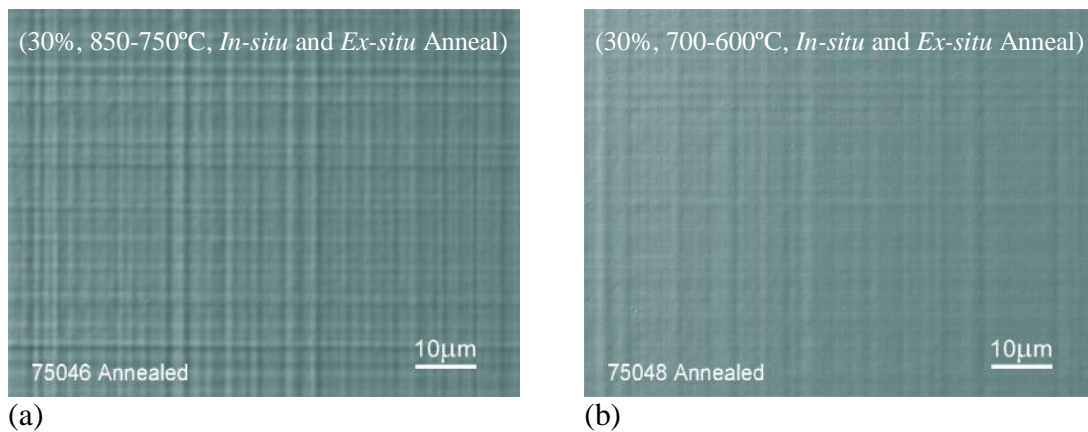 (30%, 850-750ºC, In-situ and Ex-situ Anneal)
10μm
75046 Annealed
(a)
(30%, 700-600ºC, In-situ and Ex-situ Anneal)
10μm
75048 Annealed
(b)